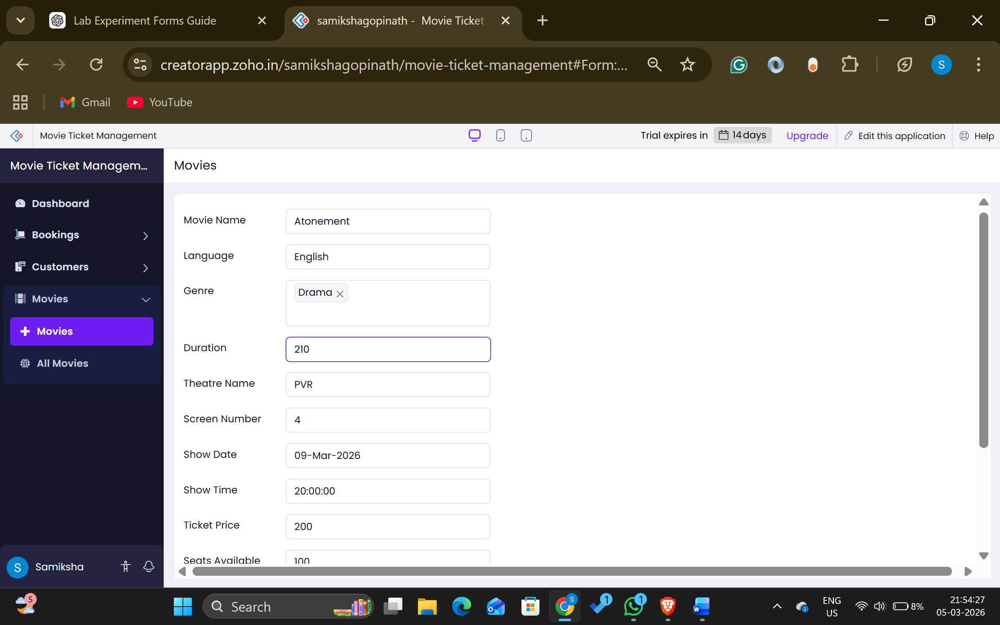 Lab Experiment Forms Guide
samikshagopinath - Movie Ticket
creatorapp.zoho.in/samikshagopinath/movie-ticket-management#Form:...
S
Gmail
YouTube
Movie Ticket Management
Trial expires in
14 days
Upgrade
Edit this application
Help
Movie Ticket Managem...
Movies
Dashboard
Bookings
Customers
Movies
Movies
All Movies
Movie Name
Atonement
Language
English
Genre
Drama
Duration
210
Theatre Name
PVR
Screen Number
4
Show Date
09-Mar-2026
Show Time
20:00:00
Ticket Price
200
Seats Available
100
S
Samiksha
5
Search
S
1
1
ENG
US
8%
21:54:27
05-03-2026